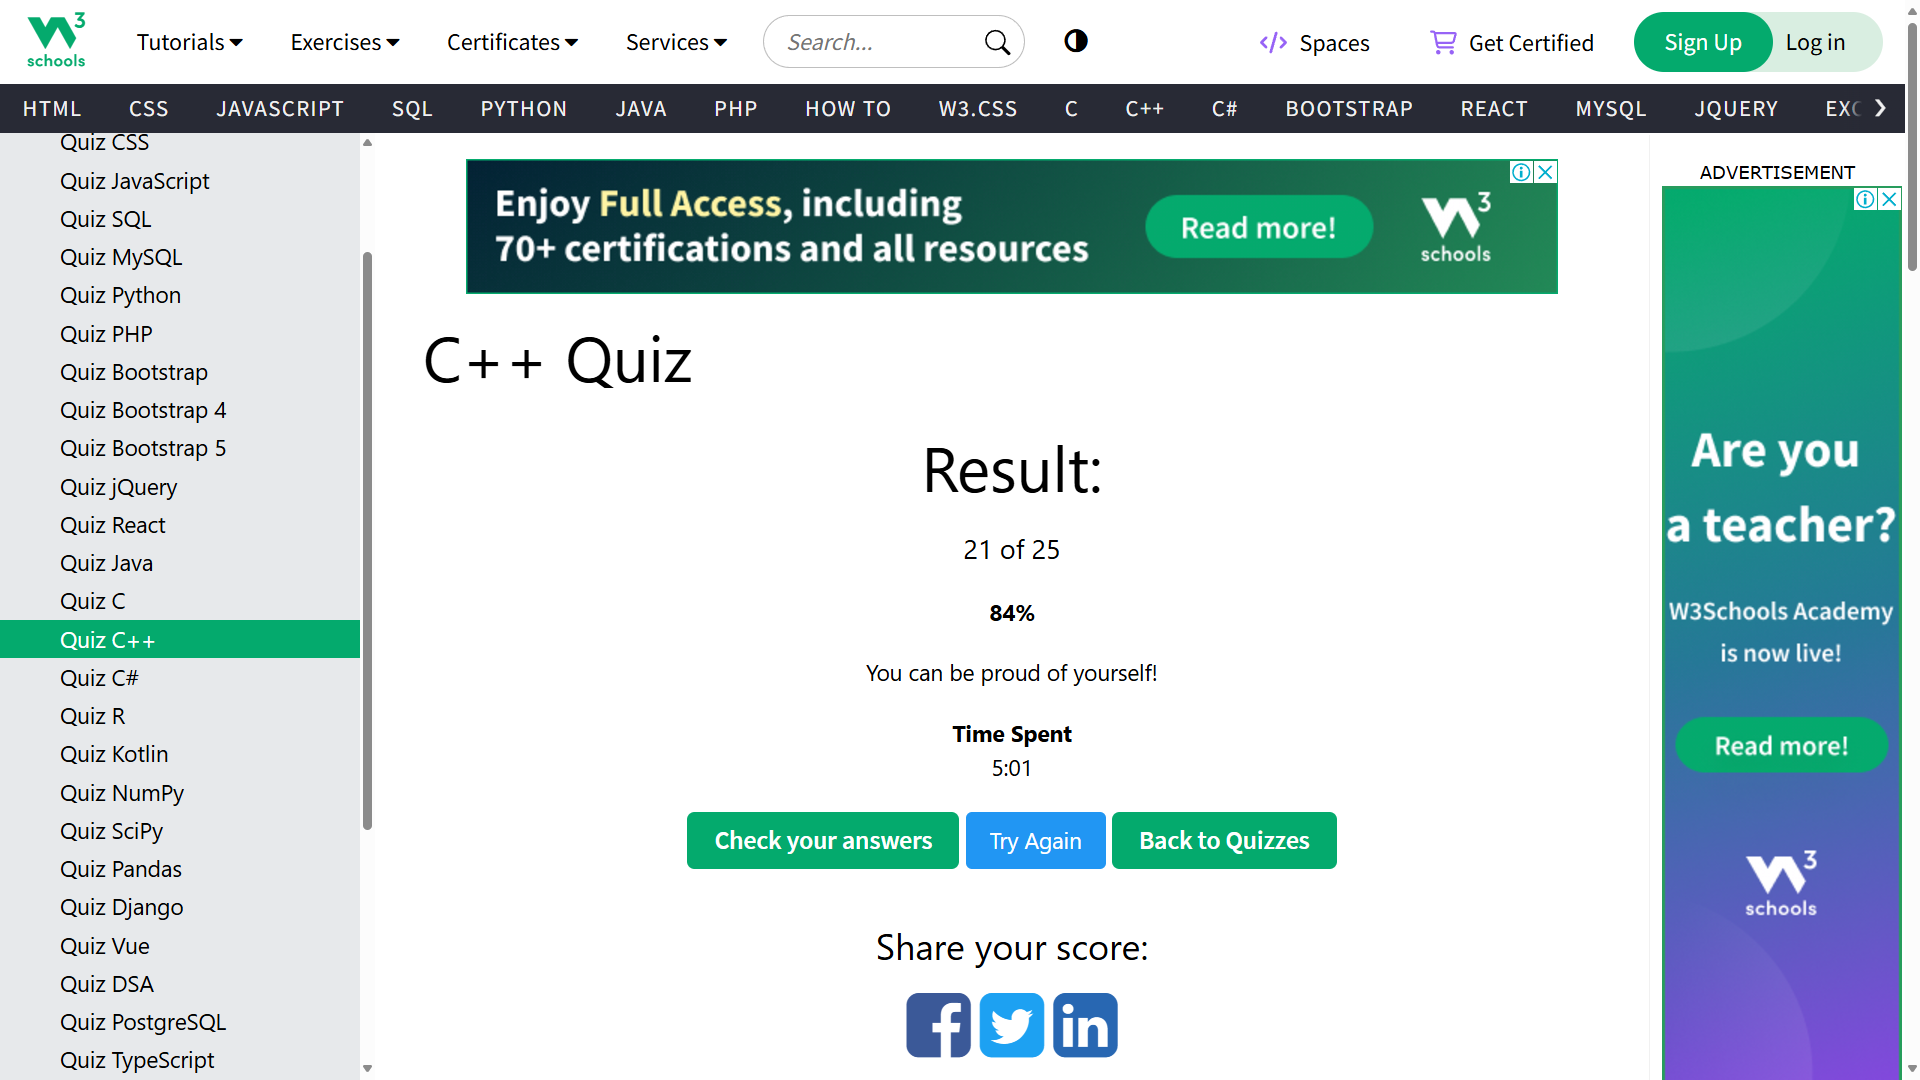 W3 schools
Tutorials
Exercises
Certificates
Services
Search...
Spaces
Get Certified
Sign Up
Log in
HTML
CSS
JAVASCRIPT
SQL
PYTHON
JAVA
PHP
HOW TO
W3.CSS
C
C++
C#
BOOTSTRAP
REACT
MYSQL
JQUERY
Quiz CSS
Quiz JavaScript
Quiz SQL
Quiz MySQL
Quiz Python
Quiz PHP
Quiz Bootstrap
Quiz Bootstrap 4
Quiz Bootstrap 5
Quiz jQuery
Quiz React
Quiz Java
Quiz C
Quiz C++
Quiz C#
Quiz R
Quiz Kotlin
Quiz NumPy
Quiz SciPy
Quiz Pandas
Quiz Django
Quiz Vue
Quiz DSA
Quiz PostgreSQL
Quiz TypeScript
Enjoy Full Access, including
70+ certifications and all resources
Read more!
W3 schools
C++ Quiz
Result:
21 of 25
84%
You can be proud of yourself!
Time Spent
5:01
Check your answers
Try Again
Back to Quizzes
Share your score:
ADVERTISEMENT
Are you
a teacher?
W3Schools Academy
is now live!
Read more!
W3 schools